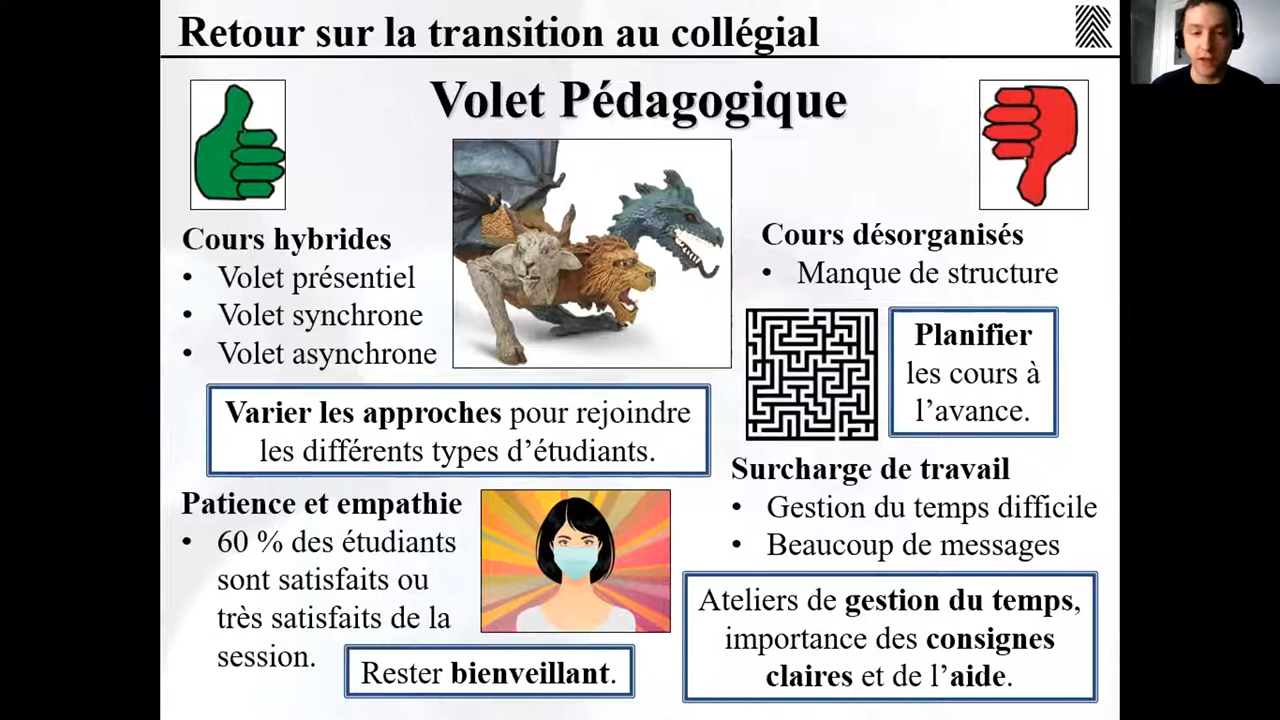 Retour sur la transition au collégial
Volet Pédagogique
Cours hybrides
• Volet présentiel
• Volet synchrone
• Volet asynchrone
Varier les approches pour rejoindre
les différents types d’étudiants.
Patience et empathie
• 60 % des étudiants
sont satisfaits ou
très satisfaits de la
session.
Rester bienveillant.
Cours désorganisés
• Manque de structure
Planifier
les cours à
l’avance.
Surcharge de travail
• Gestion du temps difficile
• Beaucoup de messages
Ateliers de gestion du temps,
importance des consignes
claires et de l’aide.